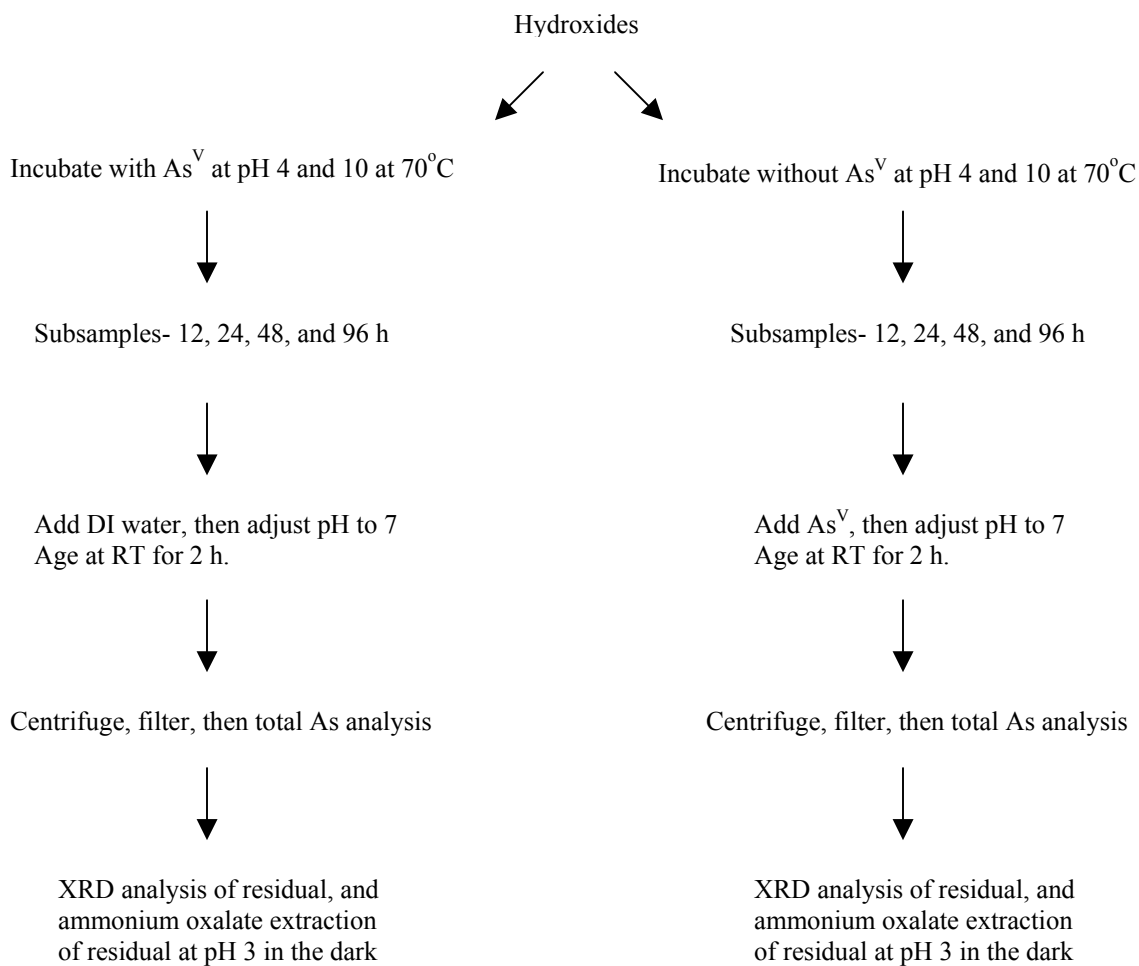 Hydroxides
Incubate with As^V at pH 4 and 10 at 70°C
Incubate without As^V at pH 4 and 10 at 70°C
Subsamples- 12, 24, 48, and 96 h
Subsamples- 12, 24, 48, and 96 h
Add DI water, then adjust pH to 7
Age at RT for 2 h.
Add As^V, then adjust pH to 7
Age at RT for 2 h.
Centrifuge, filter, then total As analysis
Centrifuge, filter, then total As analysis
XRD analysis of residual, and
ammonium oxalate extraction
of residual at pH 3 in the dark
XRD analysis of residual, and
ammonium oxalate extraction
of residual at pH 3 in the dark